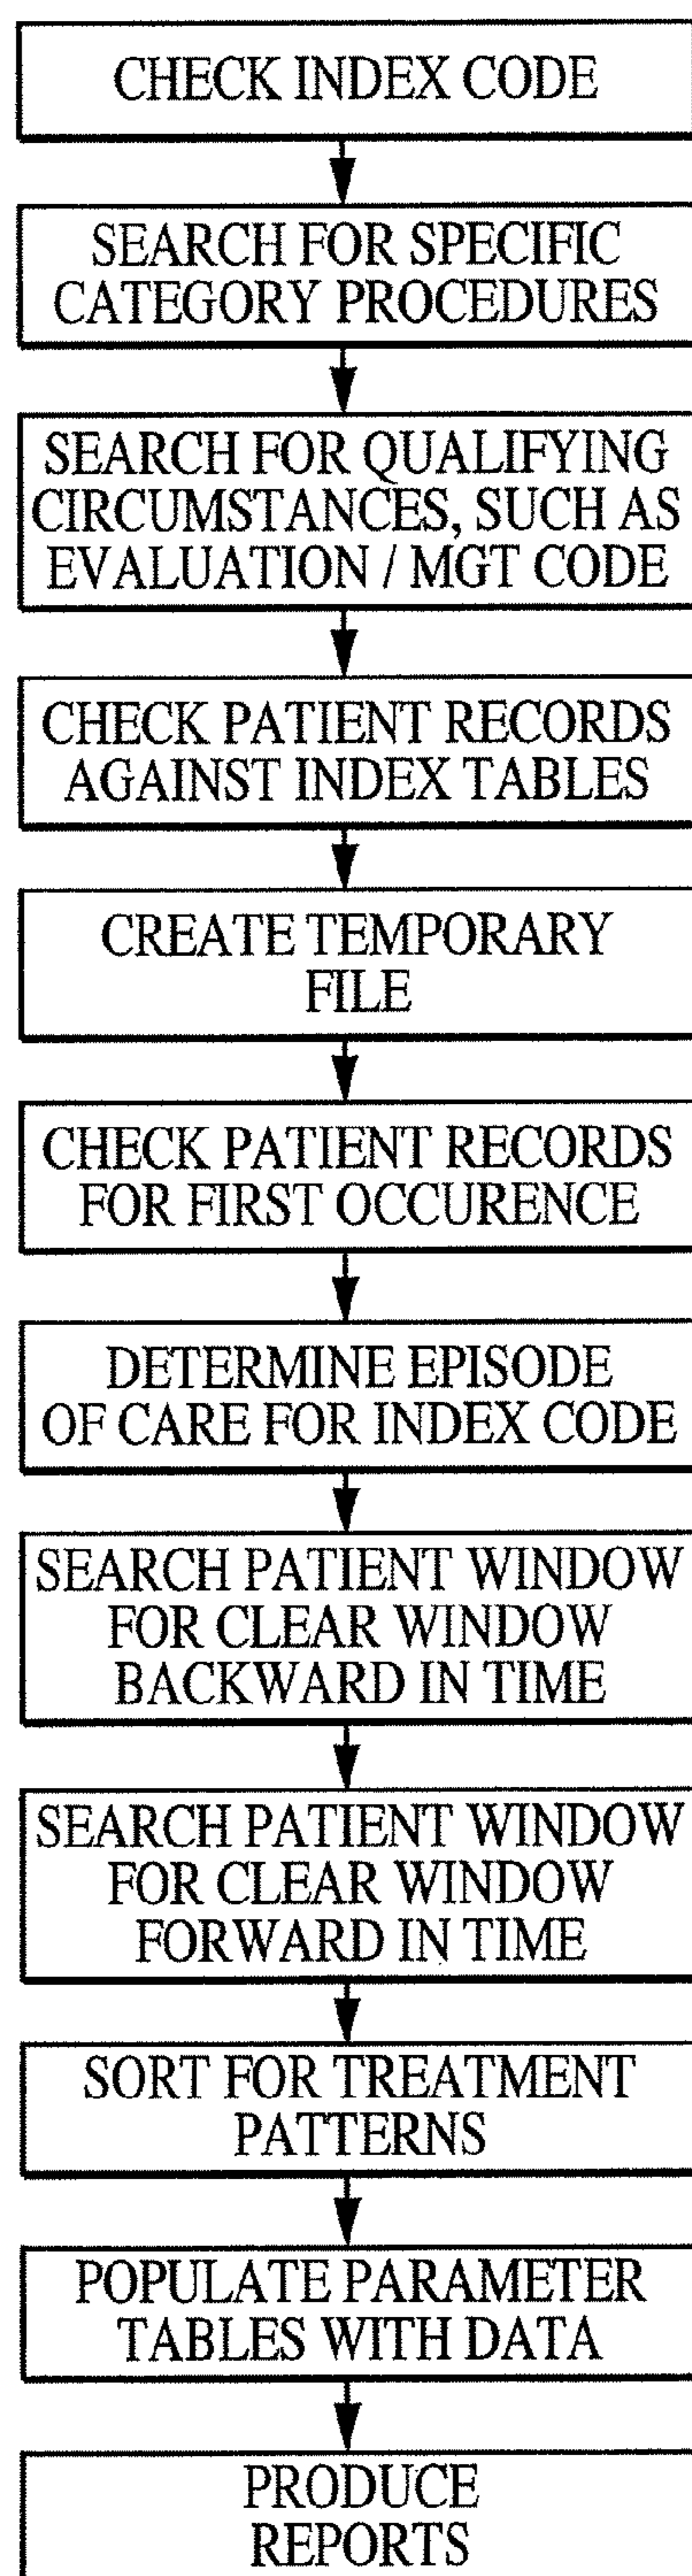 CHECK INDEX CODE
SEARCH FOR SPECIFIC
CATEGORY PROCEDURES
SEARCH FOR QUALIFYING
CIRCUMSTANCES, SUCH AS
EVALUATION / MGT CODE
CHECK PATIENT RECORDS
AGAINST INDEX TABLES
CREATE TEMPORARY
FILE
CHECK PATIENT RECORDS
FOR FIRST OCCURENCE
DETERMINE EPISODE
OF CARE FOR INDEX CODE
SEARCH PATIENT WINDOW
FOR CLEAR WINDOW
BACKWARD IN TIME
SEARCH PATIENT WINDOW
FOR CLEAR WINDOW
FORWARD IN TIME
SORT FOR TREATMENT
PATTERNS
POPULATE PARAMETER
TABLES WITH DATA
PRODUCE
REPORTS